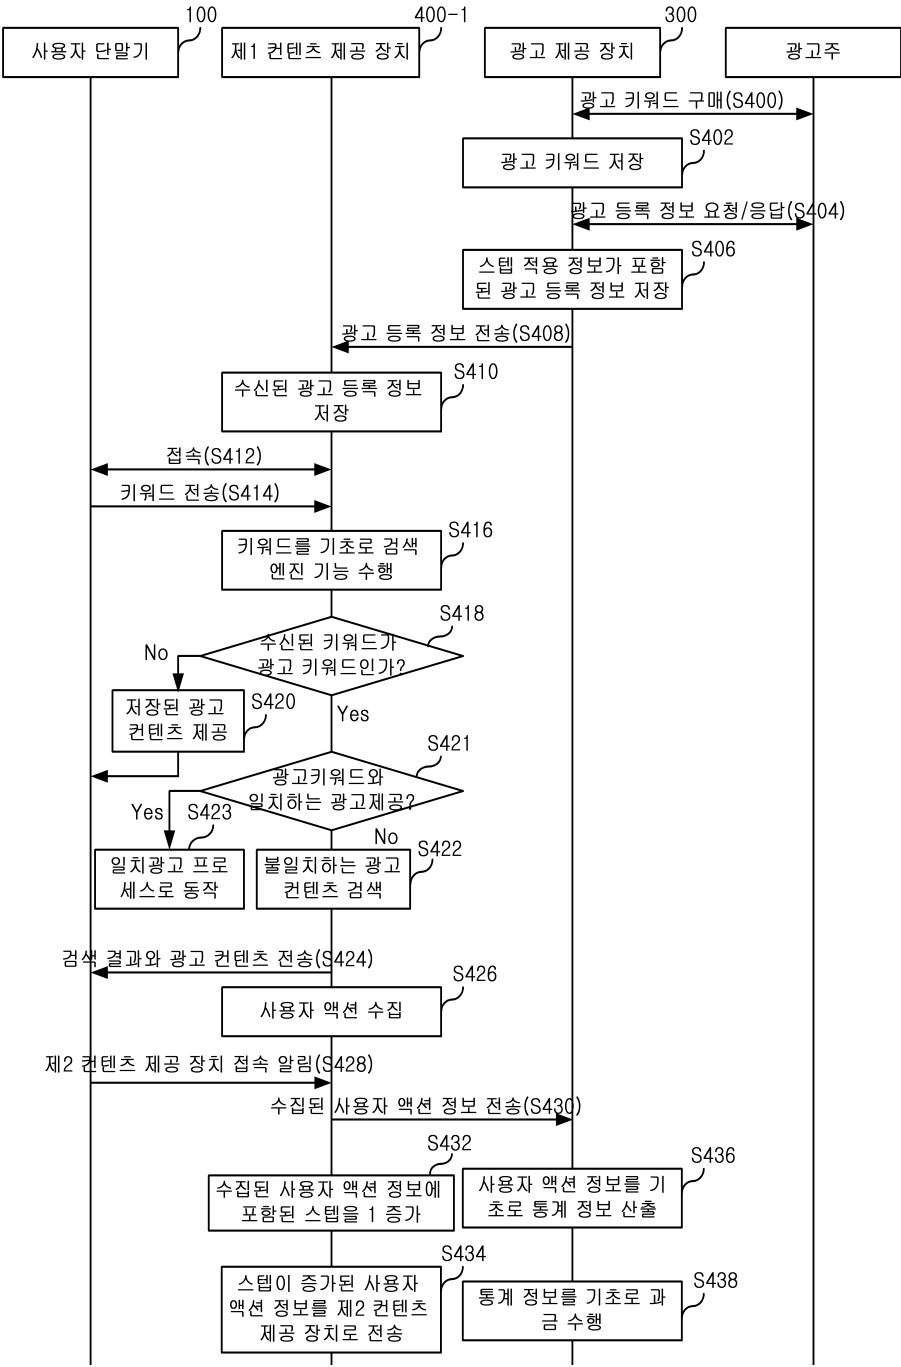 100
400-1
300
사용자 단말기
제1 컨텐츠 제공 장치
광고 제공 장치
광고주
광고 키워드 구매(S400)
S402
광고 키워드 저장
광고 등록 정보 요청/응답(S404)
S406
스텝 적용 정보가 포함
된 광고 등록 정보 저장
광고 등록 정보 전송(S408)
S410
수신된 광고 등록 정보
저장
접속(S412)
키워드 전송(S414)
S416
키워드를 기초로 검색
엔진 기능 수행
S418
수신된 키워드가
광고 키워드인가?
No
S420
저장된 광고
컨텐츠 제공
Yes
S421
광고키워드와
일치하는 광고제공?
Yes
S423
No
S422
일치광고 프로
세스로 동작
불일치하는 광고
컨텐츠 검색
검색 결과와 광고 컨텐츠 전송(S424)
S426
사용자 액션 수집
제2 컨텐츠 제공 장치 접속 알림(S428)
수집된 사용자 액션 정보 전송(S430)
S432
수집된 사용자 액션 정보에
포함된 스텝을 1 증가
S436
사용자 액션 정보를 기
초로 통계 정보 산출
S434
스텝이 증가된 사용자
액션 정보를 제2 컨텐츠
제공 장치로 전송
S438
통계 정보를 기초로 과
금 수행